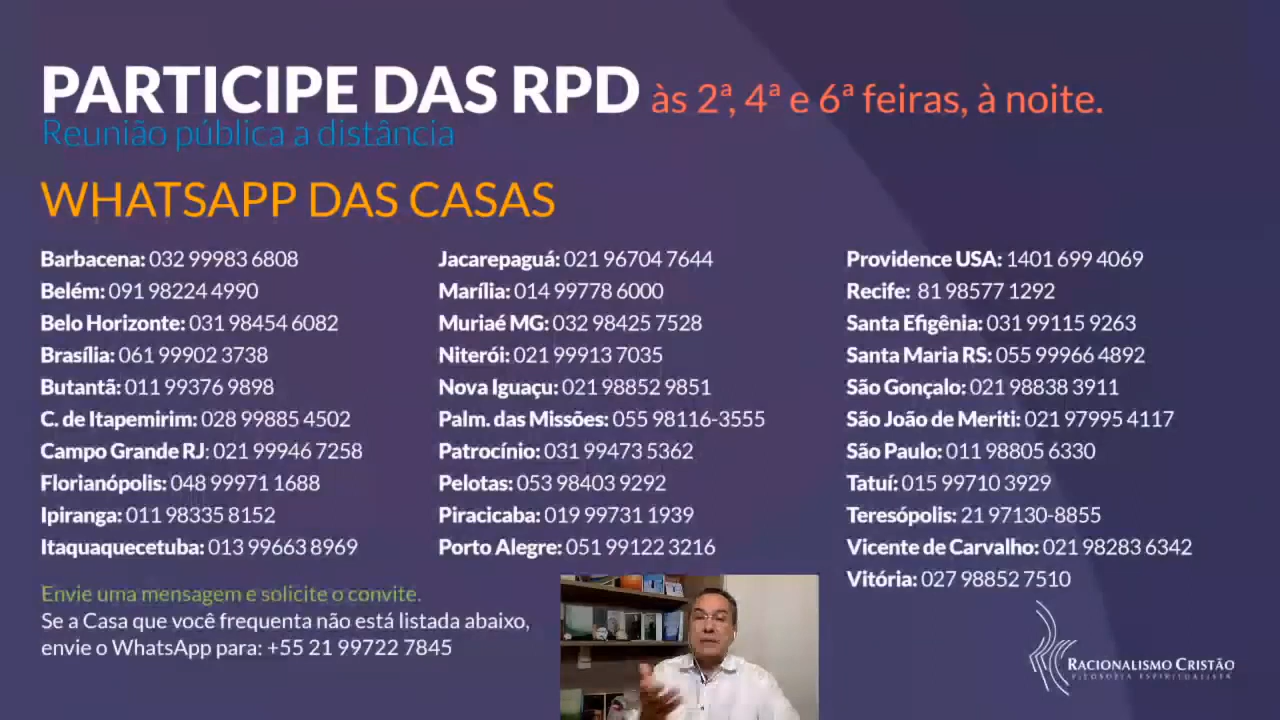 PARTICIPE DAS RPD às 2ª, 4ª e 6ª feiras, à noite.
Reunião pública a distância
WHATSAPP DAS CASAS
Barbacena: 032 99983 6808
Belém: 091 98224 4990
Belo Horizonte: 031 98454 6082
Brasília: 061 99902 3738
Butantã: 011 99376 9898
C. de Itapemirim: 028 99885 4502
Campo Grande RJ: 021 99946 7258
Florianópolis: 048 99971 1688
Ipiranga: 011 98335 8152
Itaquaquecetuba: 013 99663 8969
Jacarepaguá: 021 96704 7644
Marília: 014 99778 6000
Muriaé MG: 032 98425 7528
Niterói: 021 99913 7035
Nova Iguaçu: 021 98852 9851
Palm. das Missões: 055 98116-3555
Patrocínio: 031 99473 5362
Pelotas: 053 98403 9292
Piracicaba: 019 99731 1939
Porto Alegre: 051 99122 3216
Providence USA: 1401 699 4069
Recife: 81 98577 1292
Santa Efigênia: 031 99115 9263
Santa Maria RS: 055 99966 4892
São Gonçalo: 021 98838 3911
São João de Meriti: 021 97995 4117
São Paulo: 011 98805 6330
Tatuí: 015 99710 3929
Teresópolis: 21 97130-8855
Vicente de Carvalho: 021 98283 6342
Vitória: 027 98852 7510
Envie uma mensagem e solicite o convite.
Se a Casa que você frequenta não está listada abaixo,
envie o WhatsApp para: +55 21 99722 7845
RACIONALISMO CRISTÃO
FILOSOFIA ESPIRITUALISTA